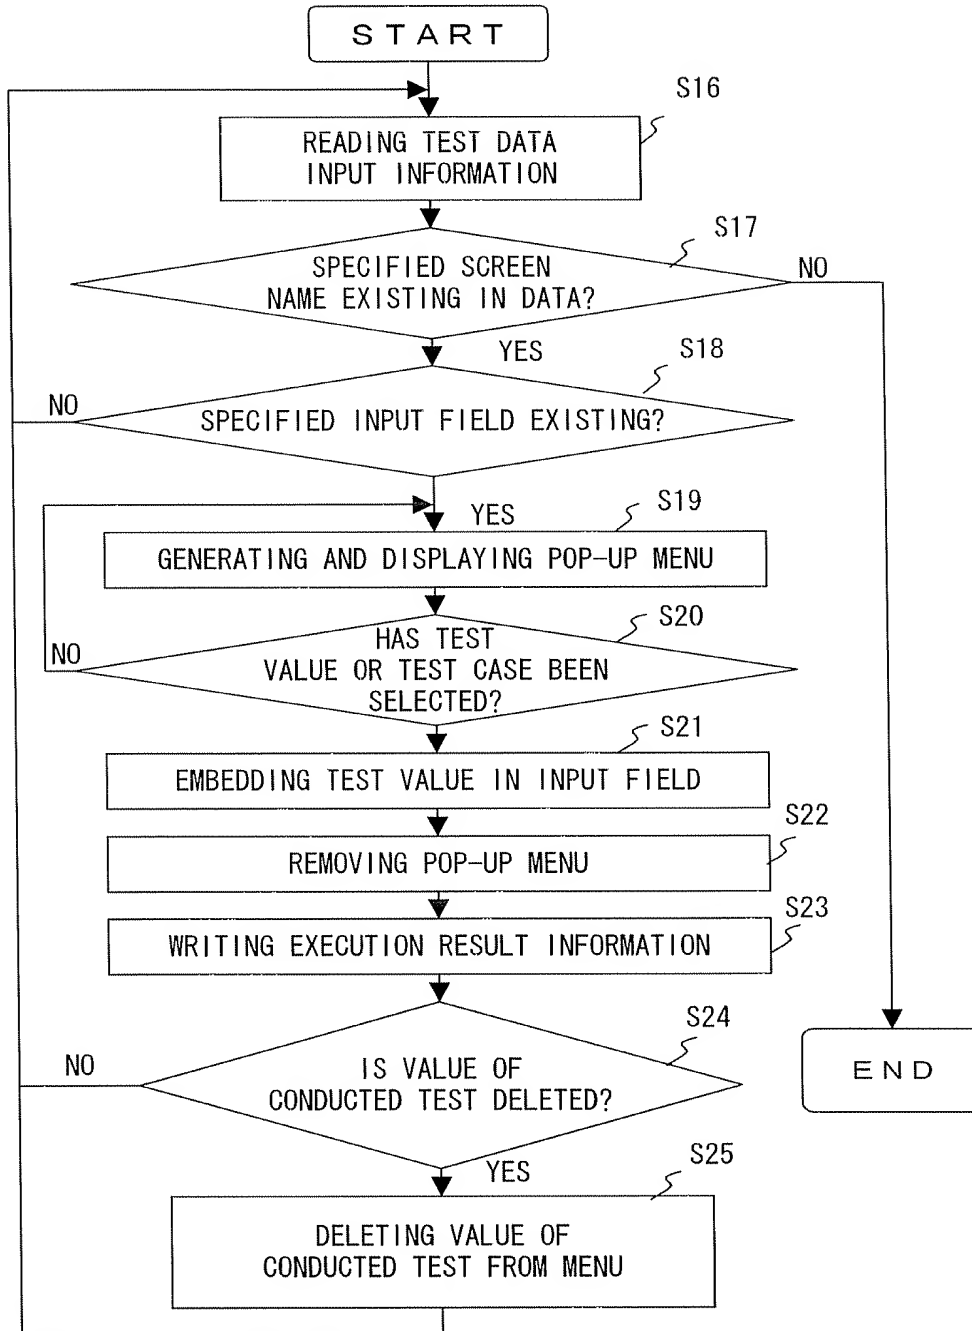 START
S16
READING TEST DATA
INPUT INFORMATION
S17
SPECIFIED SCREEN
NAME EXISTING IN DATA?
NO
YES
S18
NO
SPECIFIED INPUT FIELD EXISTING?
YES
S19
GENERATING AND DISPLAYING POP-UP MENU
S20
NO
HAS TEST
VALUE OR TEST CASE BEEN
SELECTED?
S21
EMBEDDING TEST VALUE IN INPUT FIELD
S22
REMOVING POP-UP MENU
S23
WRITING EXECUTION RESULT INFORMATION
S24
NO
IS VALUE OF
CONDUCTED TEST DELETED?
END
YES
S25
DELETING VALUE OF
CONDUCTED TEST FROM MENU